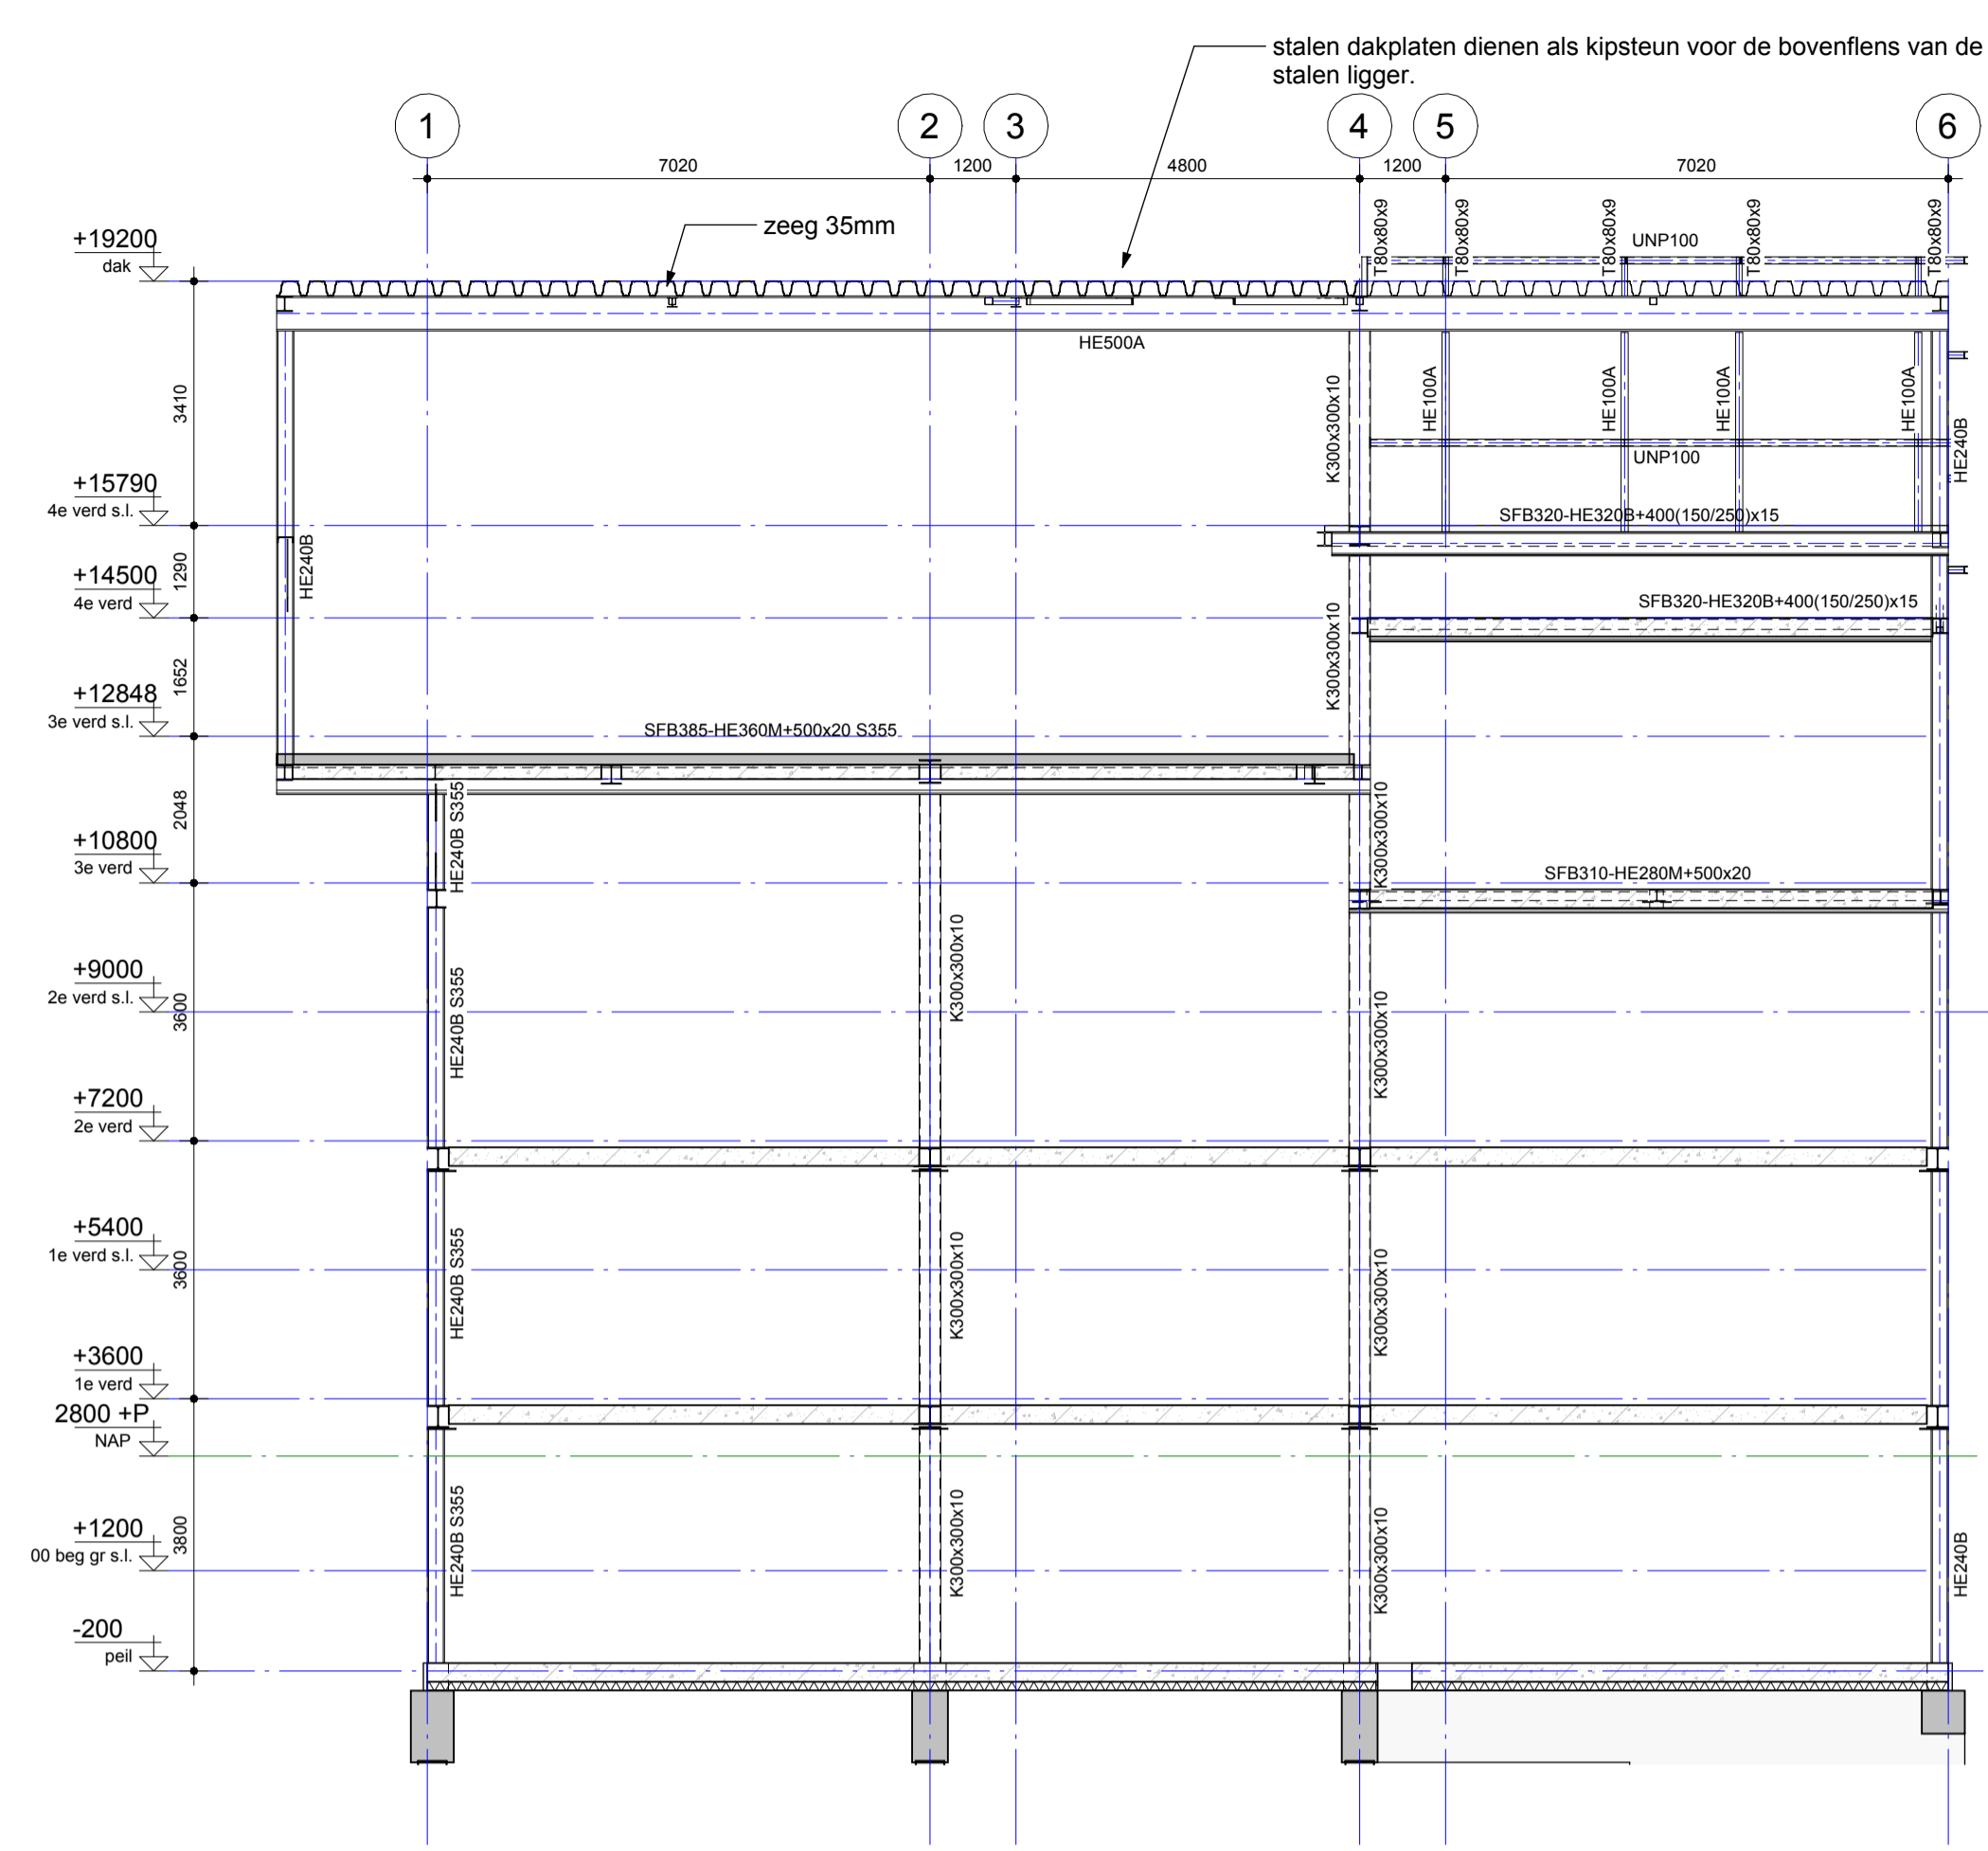 stalen dakplaten dienen als kipsteun voor de bovenflens van de
stalen ligger.
1
2
3
4
5
6
7020
1200
4800
1200
7020
zeeg 35mm
T80x80x9
T80x80x9
T80x80x9
T80x80x9
T80x80x9
UNP100
+19200
dak
HE500A
3410
K300x300x10
HE100A
HE100A
HE100A
HE100A
HE240B
UNP100
+15790
4e verd s.l.
SFB320-HE320B+400(150/250)x15
HE240B
1290
+14500
4e verd
SFB320-HE320B+400(150/250)x15
K300x300x10
1652
+12848
3e verd s.l.
SFB385-HE360M+500x20 S355
2048
HE240B S355
K300x300x10
+10800
3e verd
SFB310-HE280M+500x20
K300x300x10
+9000
2e verd s.l.
3600
HE240B S355
K300x300x10
+7200
2e verd
+5400
1e verd s.l.
3600
HE240B S355
K300x300x10
K300x300x10
+3600
1e verd
2800 +P
NAP
+1200
00 beg gr s.l.
3800
HE240B S355
K300x300x10
K300x300x10
HE240B
-200
peil